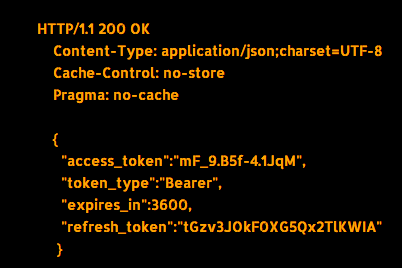 HTTP/1.1 200 OK
Content-Type: application/json;charset=UTF-8
Cache-Control: no-store
Pragma: no-cache
{
"access_token":"mF_9.B5f-4.1JqM",
"token_type":"Bearer",
"expires_in":3600,
"refresh_token":"tGzv3JOkF0XG5Qx2TlKWIA"
}